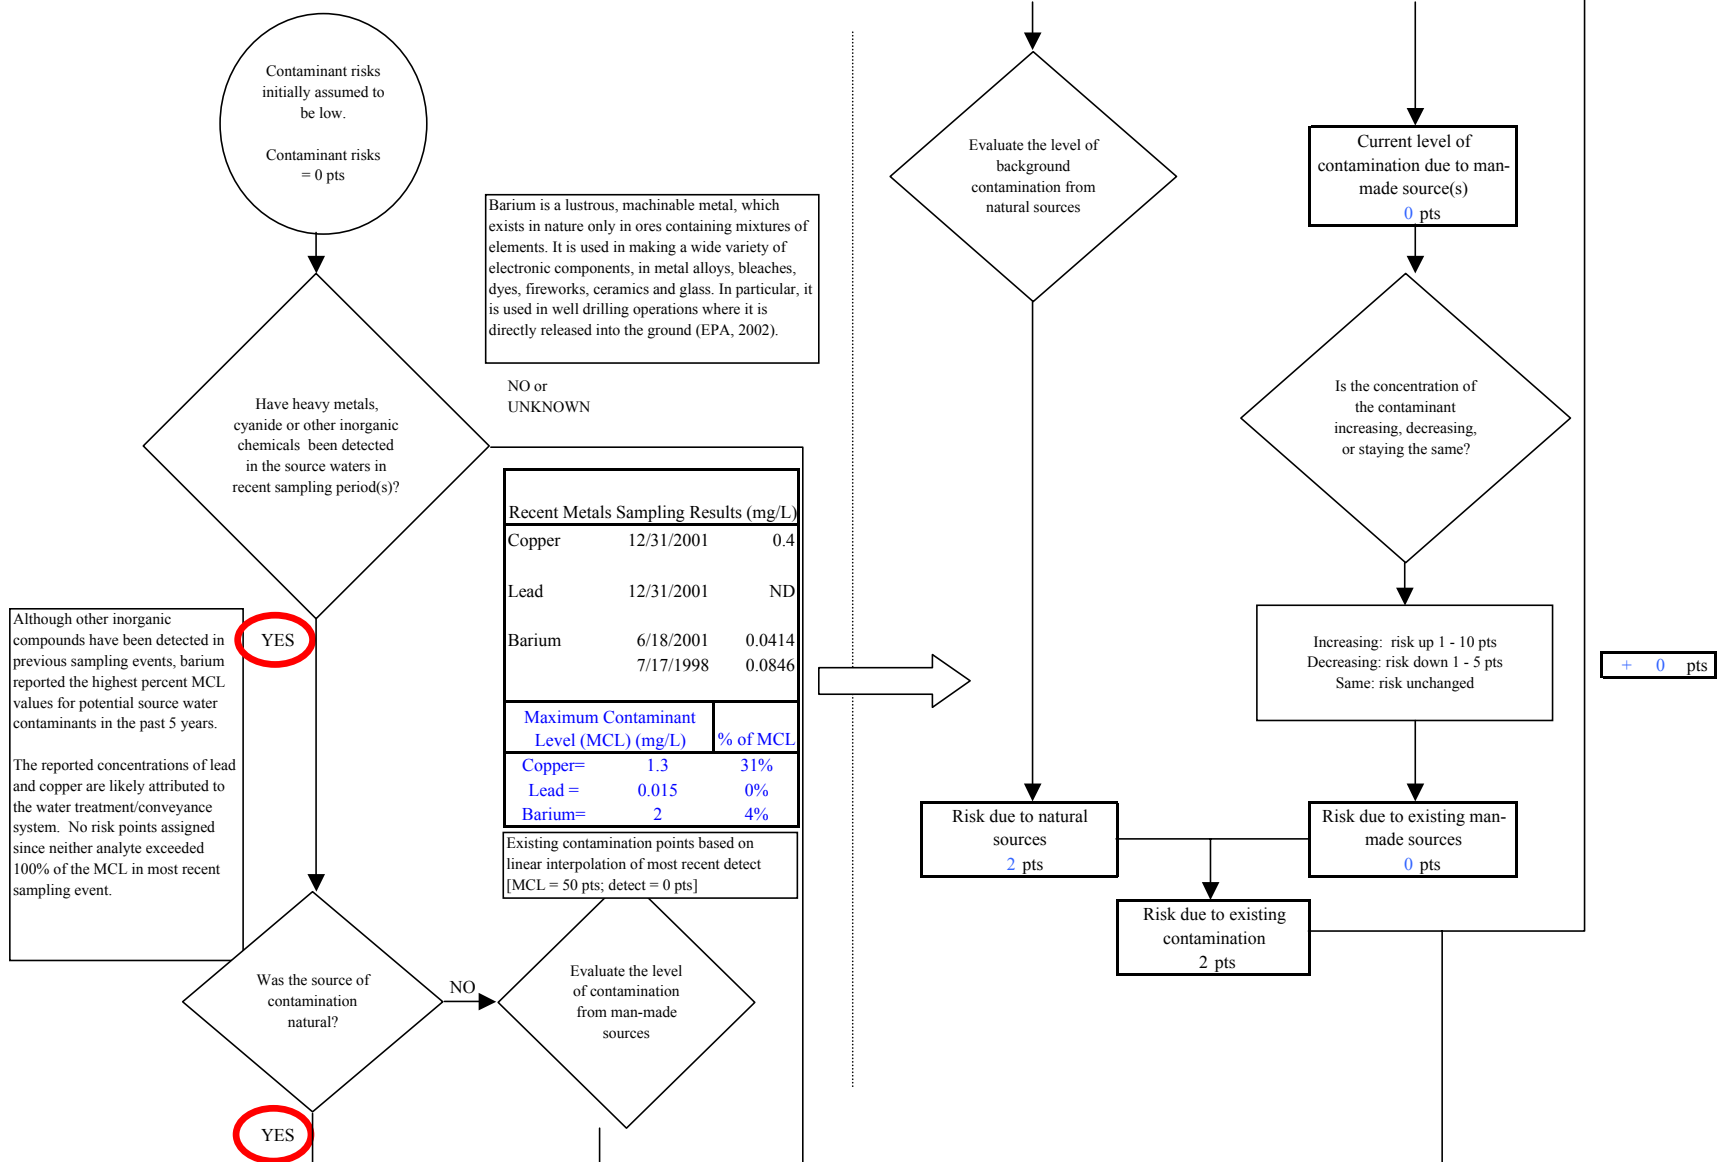 Contaminant risks
initially assumed to
be low.
Contaminant risks
= 0 pts
Barium is a lustrous, machinable metal, which
exists in nature only in ores containing mixtures of
elements. It is used in making a wide variety of
electronic components, in metal alloys, bleaches,
dyes, fireworks, ceramics and glass. In particular, it
is used in well drilling operations where it is
directly released into the ground (EPA, 2002).
NO or
UNKNOWN
Have heavy metals,
cyanide or other inorganic
chemicals been detected
in the source waters in
recent sampling period(s)?
Recent Metals Sampling Results (mg/L)
Copper 12/31/2001 0.4
Lead 12/31/2001 ND
Barium 6/18/2001 0.0414
7/17/1998 0.0846
Maximum Contaminant
Level (MCL) (mg/L) % of MCL
Copper= 1.3 31%
Lead = 0.015 0%
Barium= 2 4%
Existing contamination points based on
linear interpolation of most recent detect
[MCL = 50 pts; detect = 0 pts]
Although other inorganic
compounds have been detected in
previous sampling events, barium
reported the highest percent MCL
values for potential source water
contaminants in the past 5 years.
The reported concentrations of lead
and copper are likely attributed to
the water treatment/conveyance
system. No risk points assigned
since neither analyte exceeded
100% of the MCL in most recent
sampling event.
YES
Was the source of
contamination
natural?
NO
Evaluate the level
of contamination
from man-made
sources
YES
Evaluate the level of
background
contamination from
natural sources
Current level of
contamination due to man-
made source(s)
0 pts
Is the concentration of
the contaminant
increasing, decreasing,
or staying the same?
Increasing: risk up 1 - 10 pts
Decreasing: risk down 1 - 5 pts
Same: risk unchanged
+ 0 pts
Risk due to natural
sources
2 pts
Risk due to existing man-
made sources
0 pts
Risk due to existing
contamination
2 pts